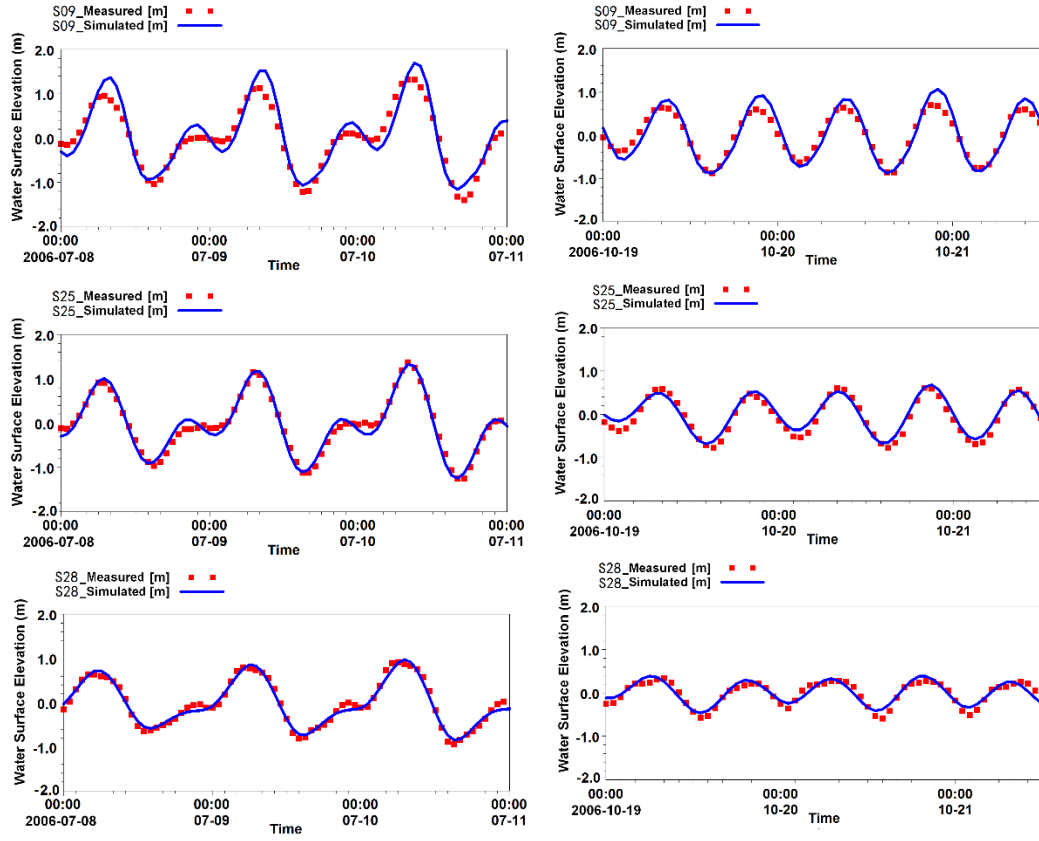 S09_Measured [m]
S09_Simulated [m]
Water Surface Elevation (m)
2.0
1.0
0.0
-1.0
-2.0
00:00 00:00 00:00 00:00
2006-07-08 07-09 07-10 07-11
Time
S09_Measured [m]
S09_Simulated [m]
Water Surface Elevation (m)
2.0
1.0
0.0
-1.0
-2.0
00:00 00:00 00:00
2006-10-19 10-20 10-21
Time
S25_Measured [m]
S25_Simulated [m]
Water Surface Elevation (m)
2.0
1.0
0.0
-1.0
-2.0
00:00 00:00 00:00 00:00
2006-07-08 07-09 07-10 07-11
Time
S25_Measured [m]
S25_Simulated [m]
Water Surface Elevation (m)
2.0
1.0
0.0
-1.0
-2.0
00:00 00:00 00:00
2006-10-19 10-20 10-21
Time
S28_Measured [m]
S28_Simulated [m]
Water Surface Elevation (m)
2.0
1.0
0.0
-1.0
-2.0
00:00 00:00 00:00 00:00
2006-07-08 07-09 07-10 07-11
Time
S28_Measured [m]
S28_Simulated [m]
Water Surface Elevation (m)
2.0
1.0
0.0
-1.0
-2.0
00:00 00:00 00:00
2006-10-19 10-20 10-21
Time